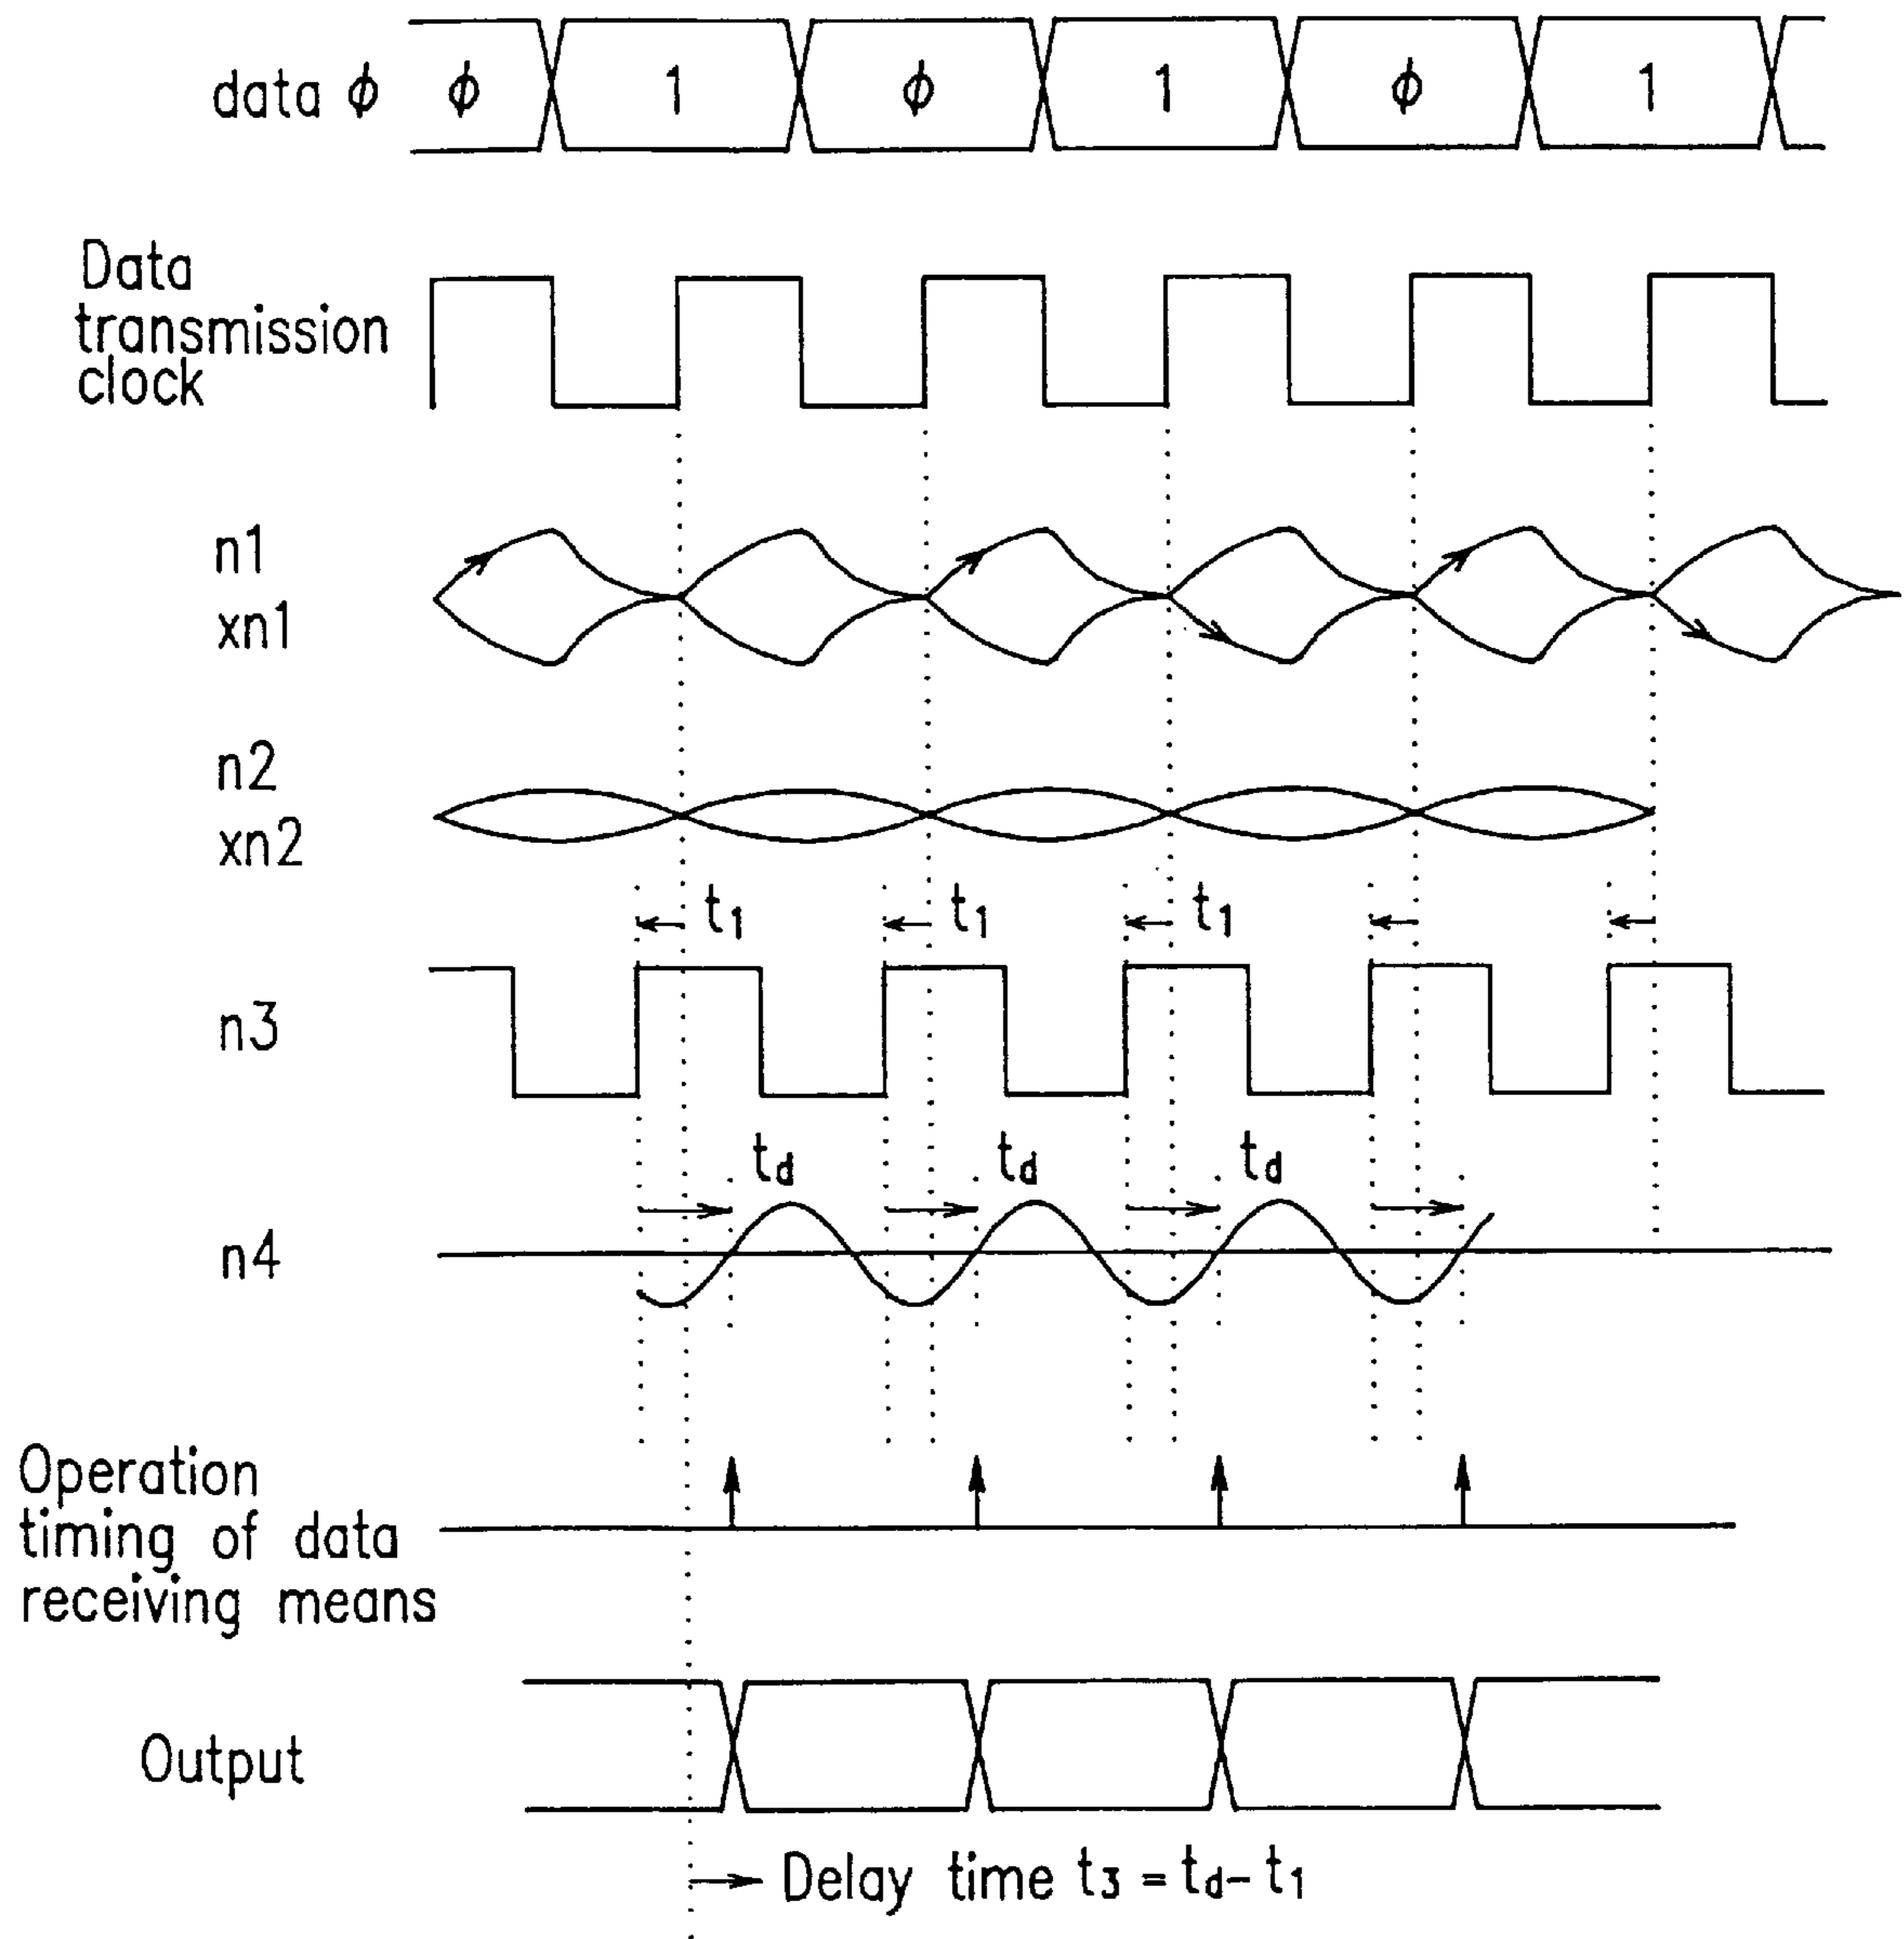 data ϕ ϕ 1 ϕ 1 ϕ 1
Data
transmission
clock
n1
xn1
n2
xn2
t1 t1 t1
n3
td td td
n4
Operation
timing of data
receiving means
Output
Delay time t3 = td- t1